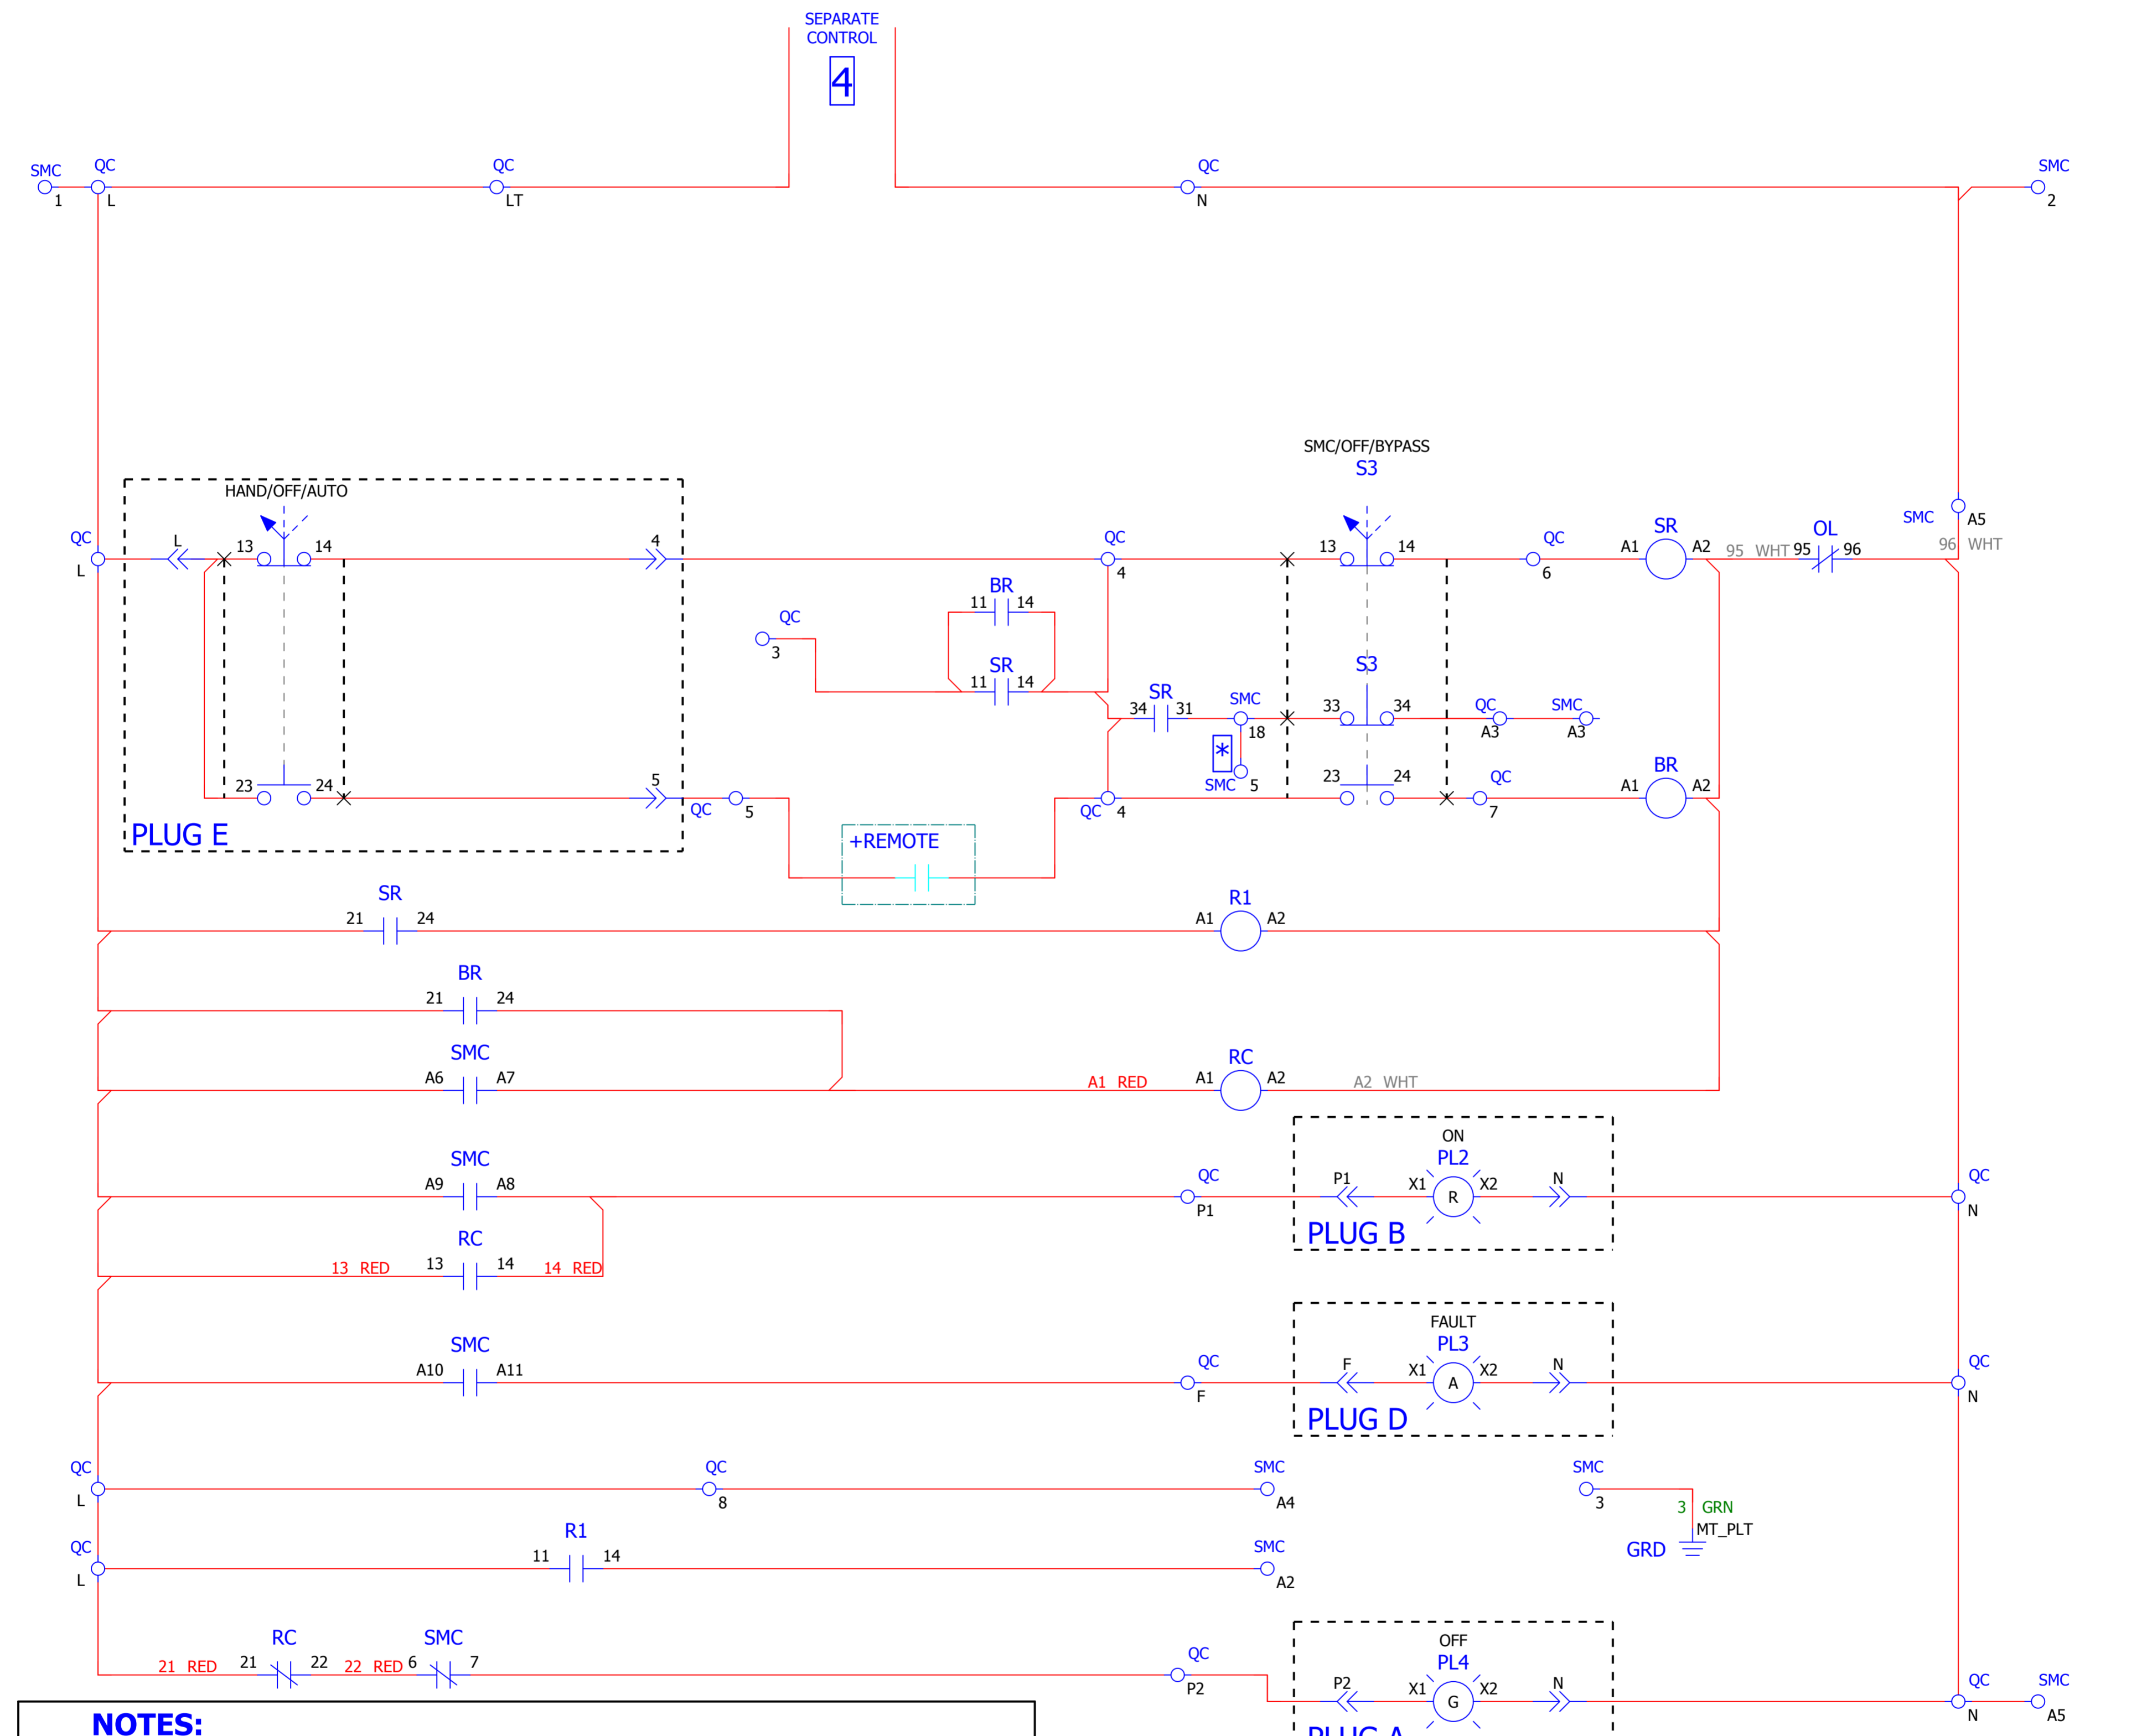 SEPARATE
CONTROL
4
SMC QC QC QC SMC
1 L LT N 2
SMC/OFF/BYPASS
S3
HAND/OFF/AUTO
QC L 13 14 4 QC 13 14 QC SR OL SMC A5
L 4 6 A1 A2 95 WHT 95 96 96 WHT
BR
11 14
QC
3
SR
11 14
S3
SR SMC QC SMC
34 31 18 33 34 A3 A3
*
SMC 5
BR
23 24 5 QC 5 QC 4 23 24 QC 7 A1 A2
PLUG E
+REMOTE
SR R1
21 24 A1 A2
BR
21 24
SMC RC
A6 A7 A1 RED A1 A2 A2 WHT
ON
SMC QC PL2 QC
A9 A8 P1 P1 X1 R X2 N N
PLUG B
RC
13 RED 13 14 14 RED
FAULT
SMC QC PL3 QC
A10 A11 F F X1 A X2 N N
PLUG D
QC QC SMC SMC
L 8 A4 3
3 GRN
MT_PLT
GRD
QC R1 SMC
L 11 14 A2
OFF
RC SMC QC PL4 QC SMC
21 RED 21 22 22 RED 6 7 P2 P2 X1 G X2 N N A5
PLUG A
NOTES: